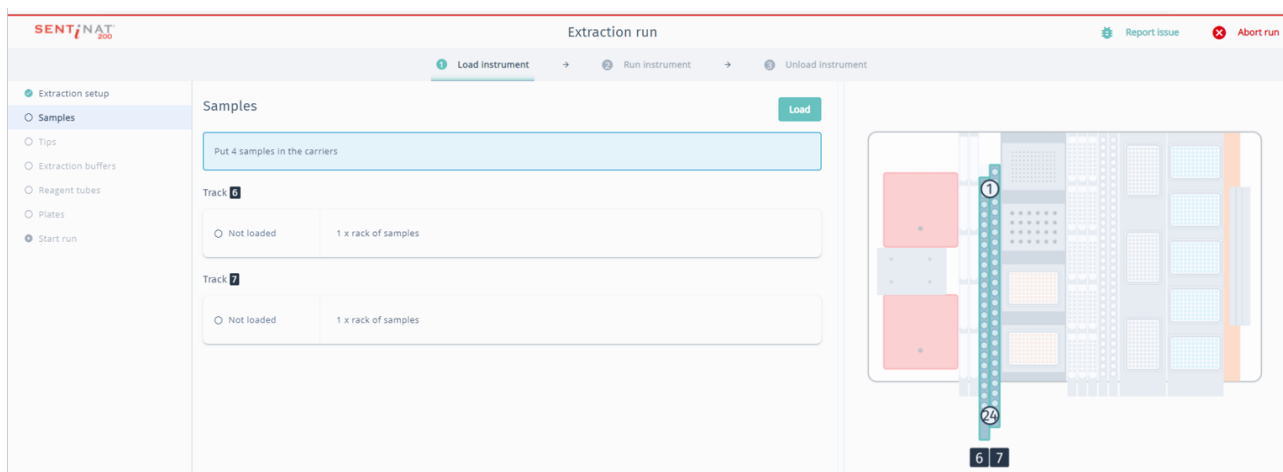 SENTiNAT
200
Extraction run
Report issue
Abort run
1 Load instrument → 2 Run instrument → 3 Unload instrument
Extraction setup
Samples
Tips
Extraction buffers
Reagent tubes
Plates
Start run
Samples
Load
Put 4 samples in the carriers
Track 6
Not loaded 1 x rack of samples
Track 7
Not loaded 1 x rack of samples
1
24
6 7